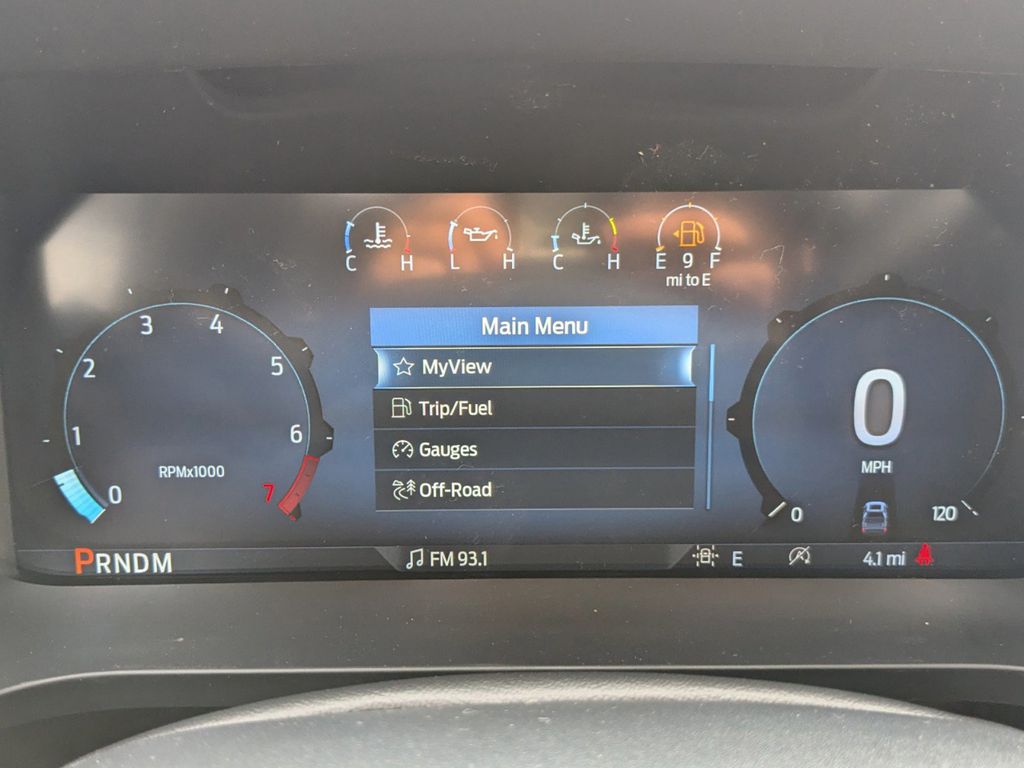 C H L H C H E 9 F
mi to E
Main Menu
MyView
Trip/Fuel
Gauges
Off-Road
0 1 2 3 4 5 6 7
RPMx1000
0
MPH
0 120
PRNDM
FM 93.1
E
4.1 mi